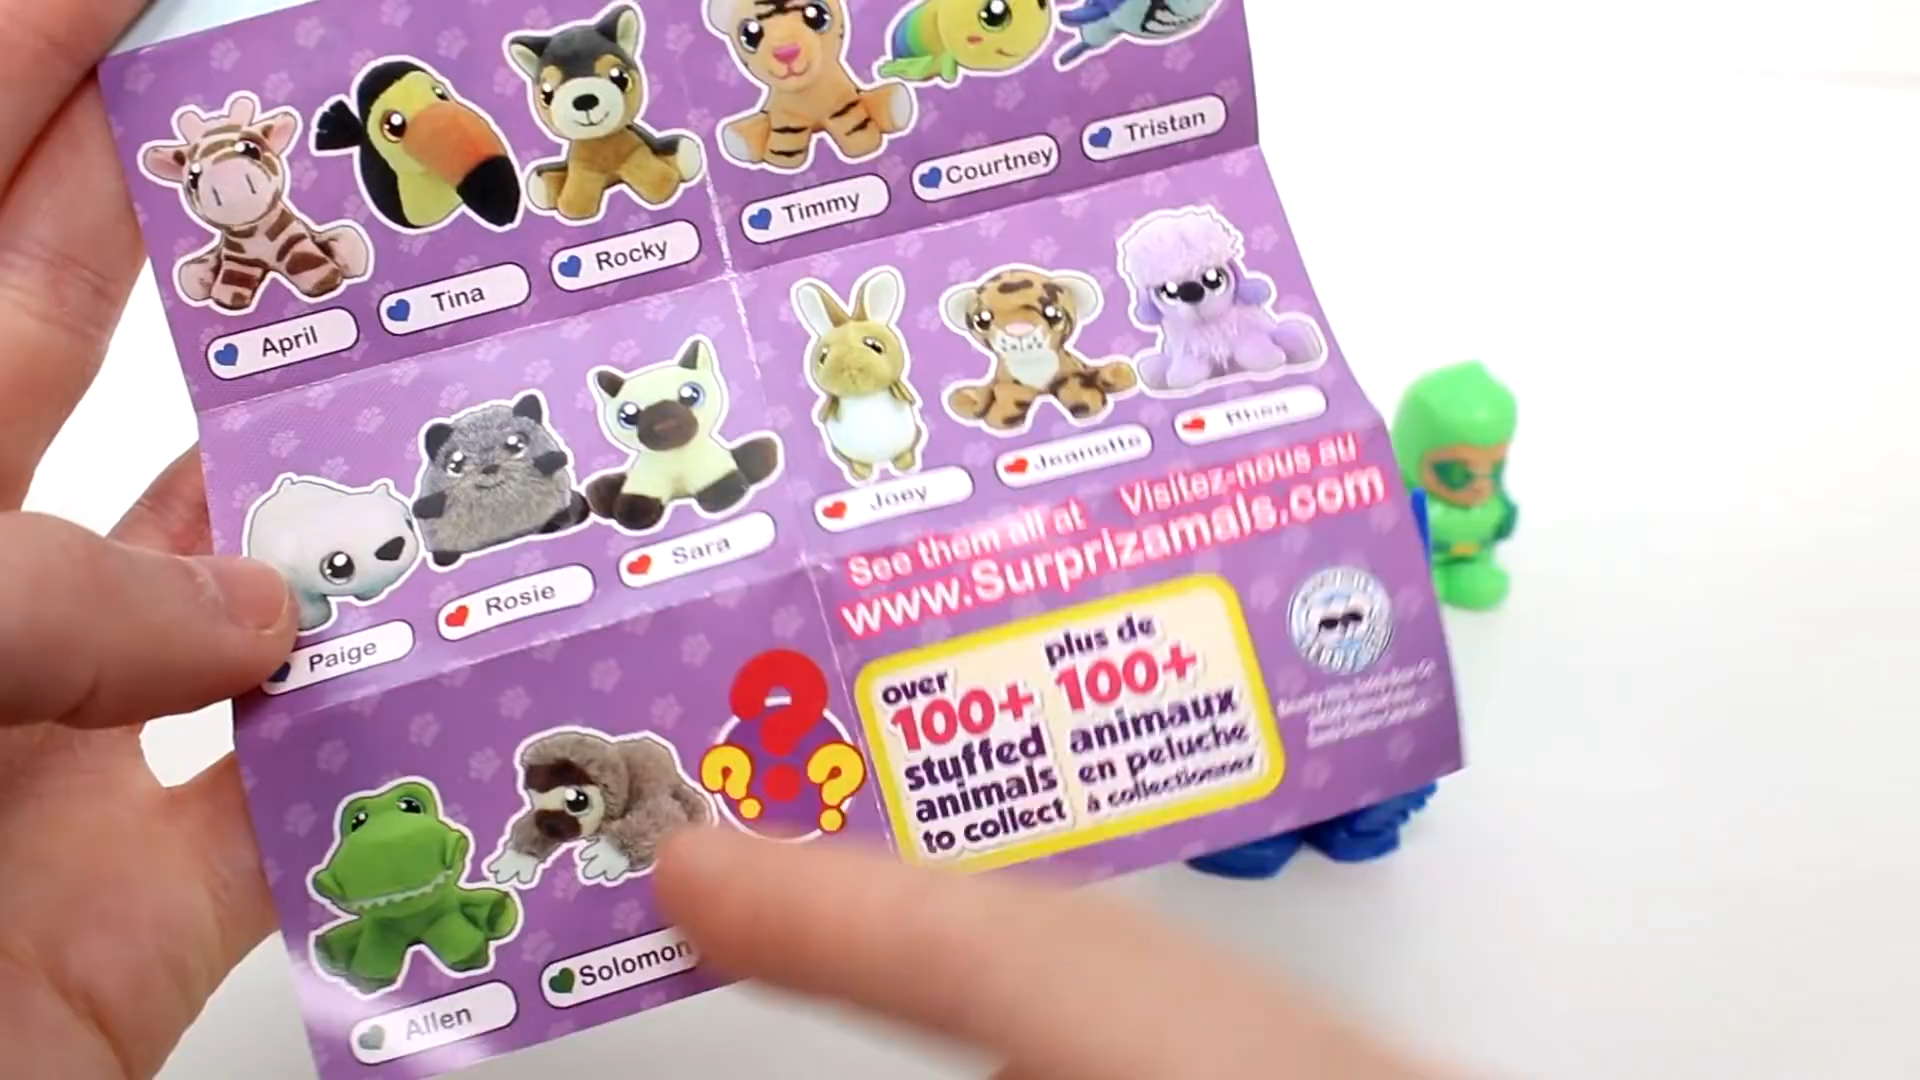 April
Tina
Rocky
Timmy
Courtney
Tristan
Paige
Rosie
Sara
Joey
Jeanette
Rhea
See them all at
Visitez-nous au
www.Surprizamals.com
over
100+
stuffed
animals
to collect
plus de
100+
animaux
en peluche
à collectionner
Allen
Solomon